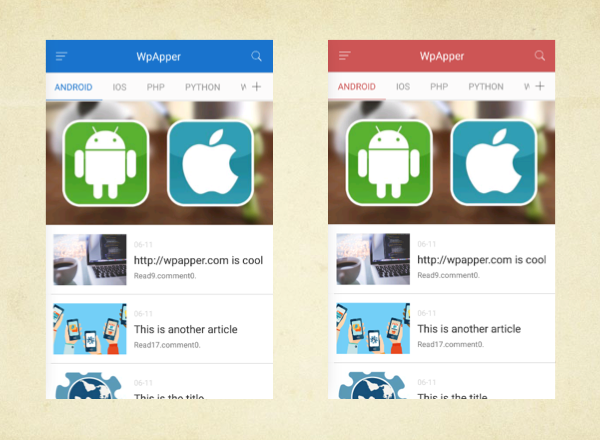 WpApper
ANDROID IOS PHP PYTHON
06-11
http://wpapper.com is cool
Read9.comment0.
06-11
This is another article
Read17.comment0.
06-11
This is the title
WpApper
ANDROID IOS PHP PYTHON
06-11
http://wpapper.com is cool
Read9.comment0.
06-11
This is another article
Read17.comment0.
06-11
This is the title